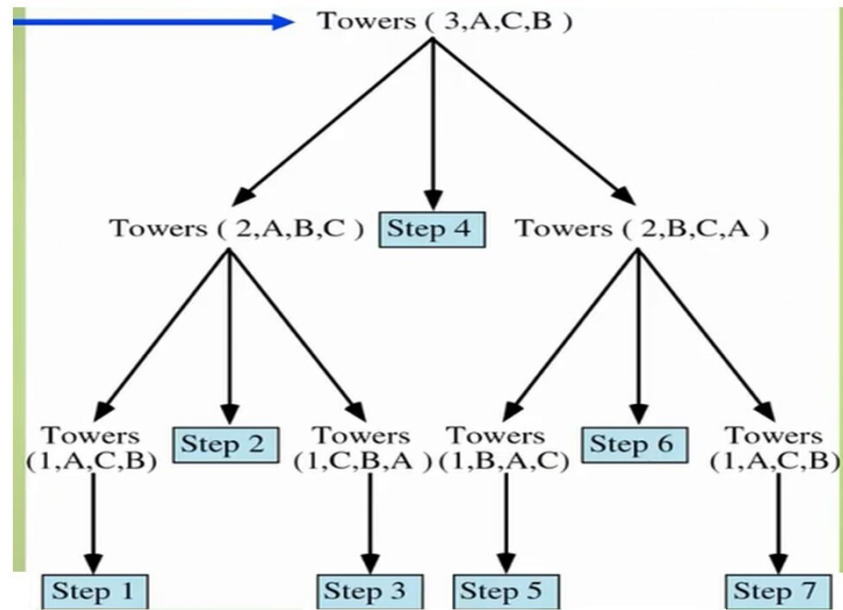 Towers ( 3,A,C,B )
Towers ( 2,A,B,C )
Step 4
Towers ( 2,B,C,A )
Towers
(1,A,C,B)
Step 2
Towers
(1,C,B,A )
Towers
(1,B,A,C)
Step 6
Towers
(1,A,C,B)
Step 1
Step 3
Step 5
Step 7